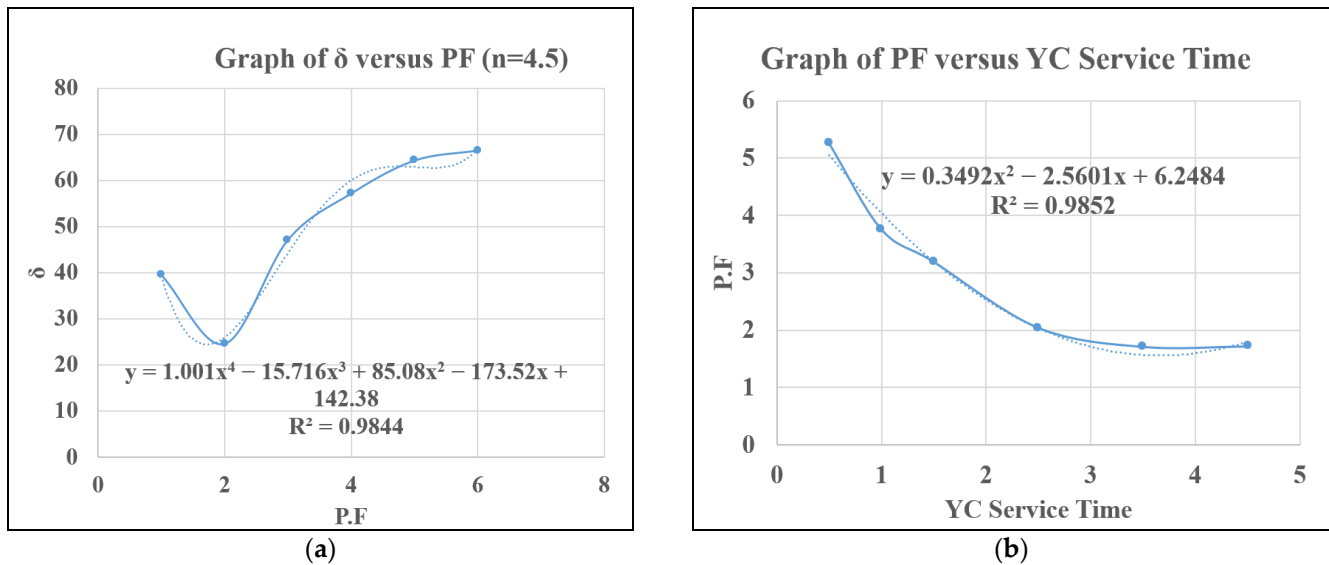 Graph of δ versus PF (n=4.5)
80
70
60
50
40
30
20
10
0
δ
y = 1.001x⁴ − 15.716x³ + 85.08x² − 173.52x +
142.38
R² = 0.9844
0 2 4 6 8
P.F
(a)
Graph of PF versus YC Service Time
6
5
4
3
2
1
0
P.F
y = 0.3492x² − 2.5601x + 6.2484
R² = 0.9852
0 1 2 3 4 5
YC Service Time
(b)